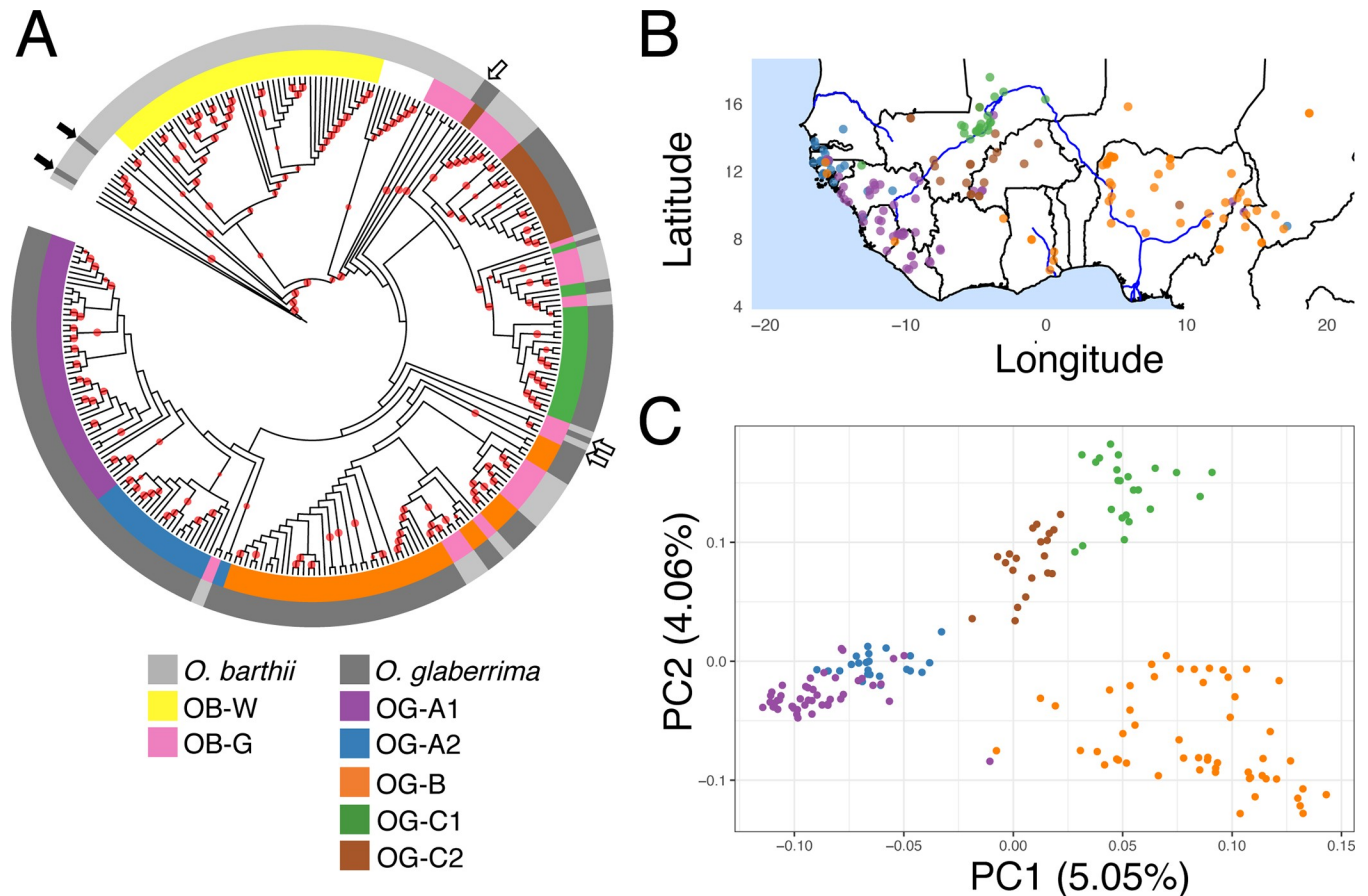 A
B
16
12
8
4
Latitude
-20
-10
0
10
20
Longitude
C
0.1
0.0
−0.1
PC2 (4.06%)
−0.10
−0.05
0.00
0.05
0.10
0.15
PC1 (5.05%)
O. barthii
OB-W
OB-G
O. glaberrima
OG-A1
OG-A2
OG-B
OG-C1
OG-C2